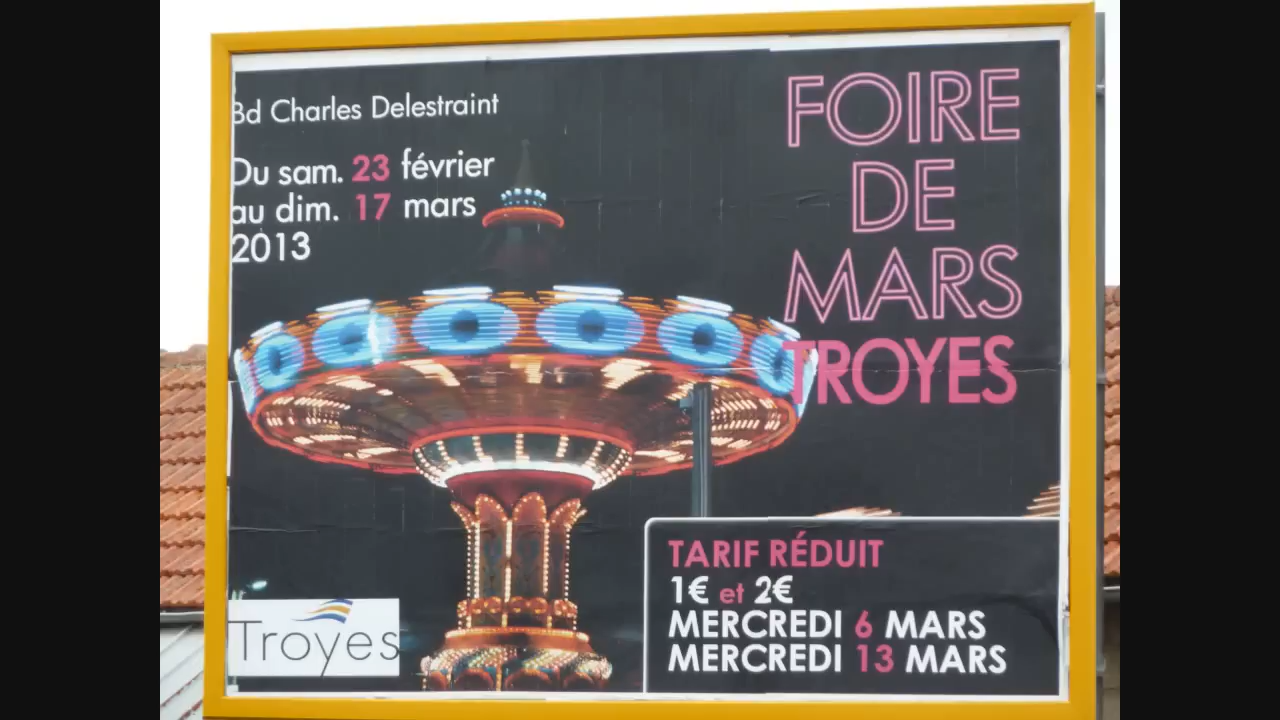 Bd Charles Delestraint
Du sam. 23 février
au dim. 17 mars
2013
FOIRE
DE
MARS
TROYES
TARIF RÉDUIT
1€ et 2€
MERCREDI 6 MARS
MERCREDI 13 MARS
Troyes